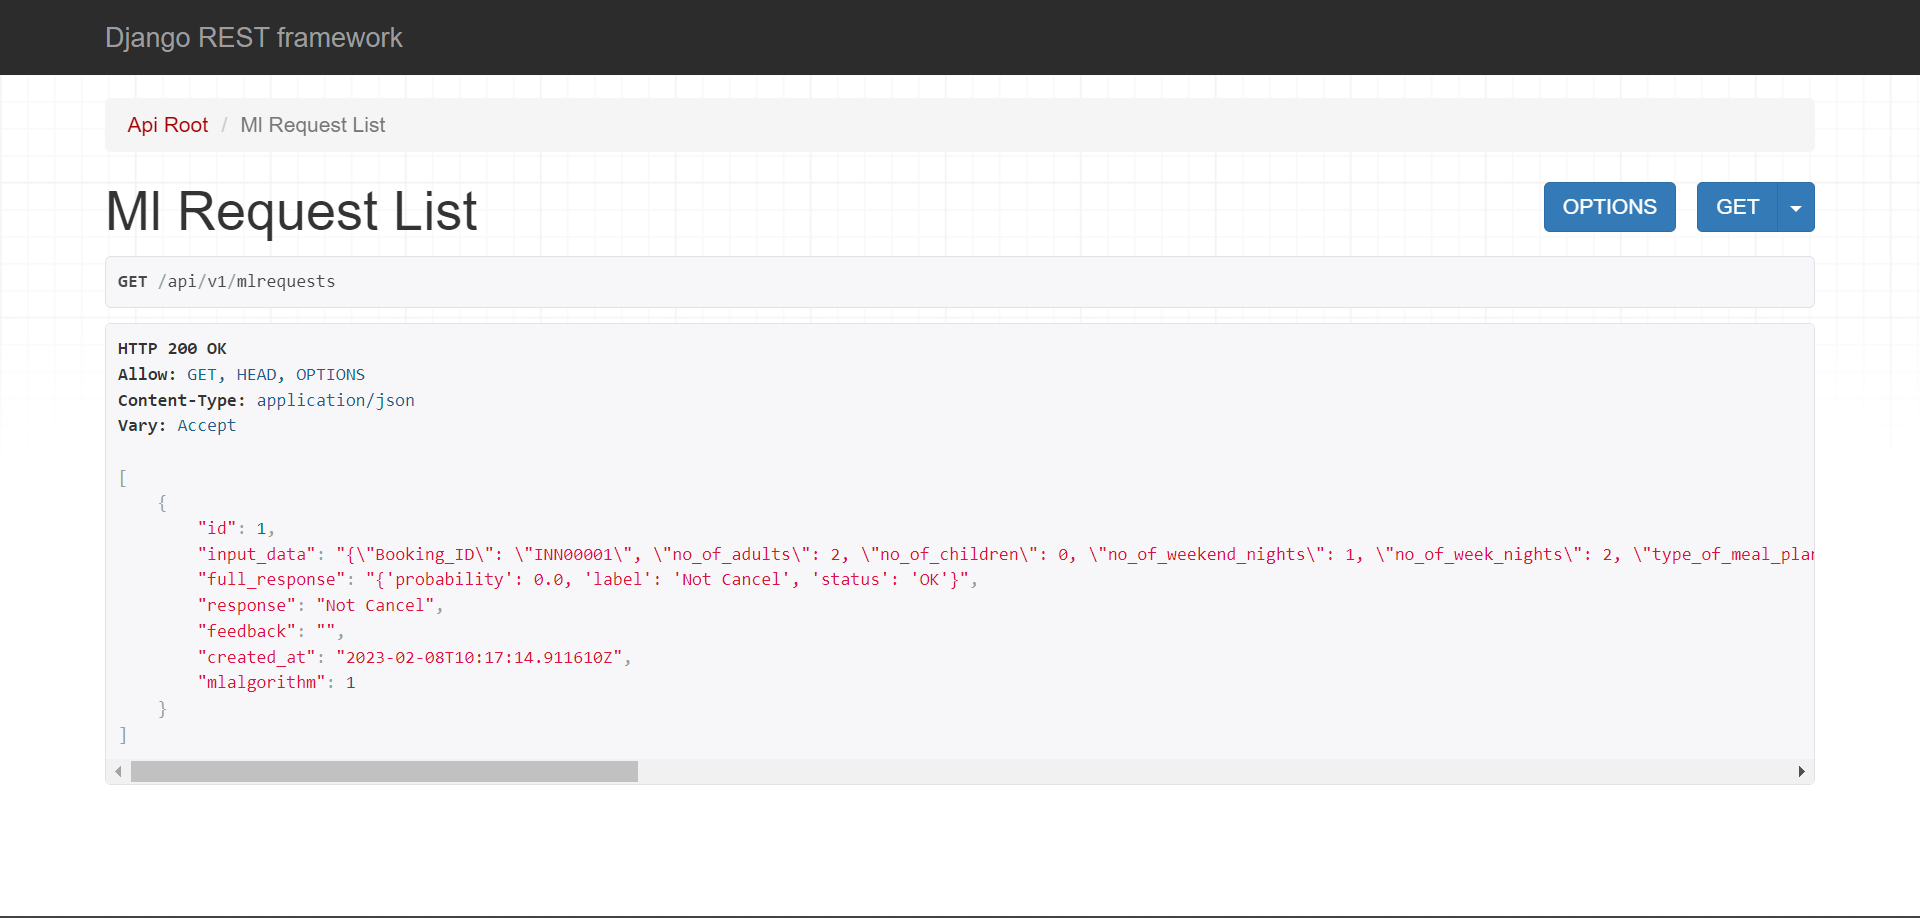 Django REST framework
Api Root / Ml Request List
Ml Request List
OPTIONS GET
GET /api/v1/mlrequests
HTTP 200 OK
Allow: GET, HEAD, OPTIONS
Content-Type: application/json
Vary: Accept
[
    {
        "id": 1,
        "input_data": "{\"Booking_ID\": \"INN00001\", \"no_of_adults\": 2, \"no_of_children\": 0, \"no_of_weekend_nights\": 1, \"no_of_week_nights\": 2, \"type_of_meal_plan
        "full_response": "{'probability': 0.0, 'label': 'Not Cancel', 'status': 'OK'}",
        "response": "Not Cancel",
        "feedback": "",
        "created_at": "2023-02-08T10:17:14.911610Z",
        "mlalgorithm": 1
    }
]